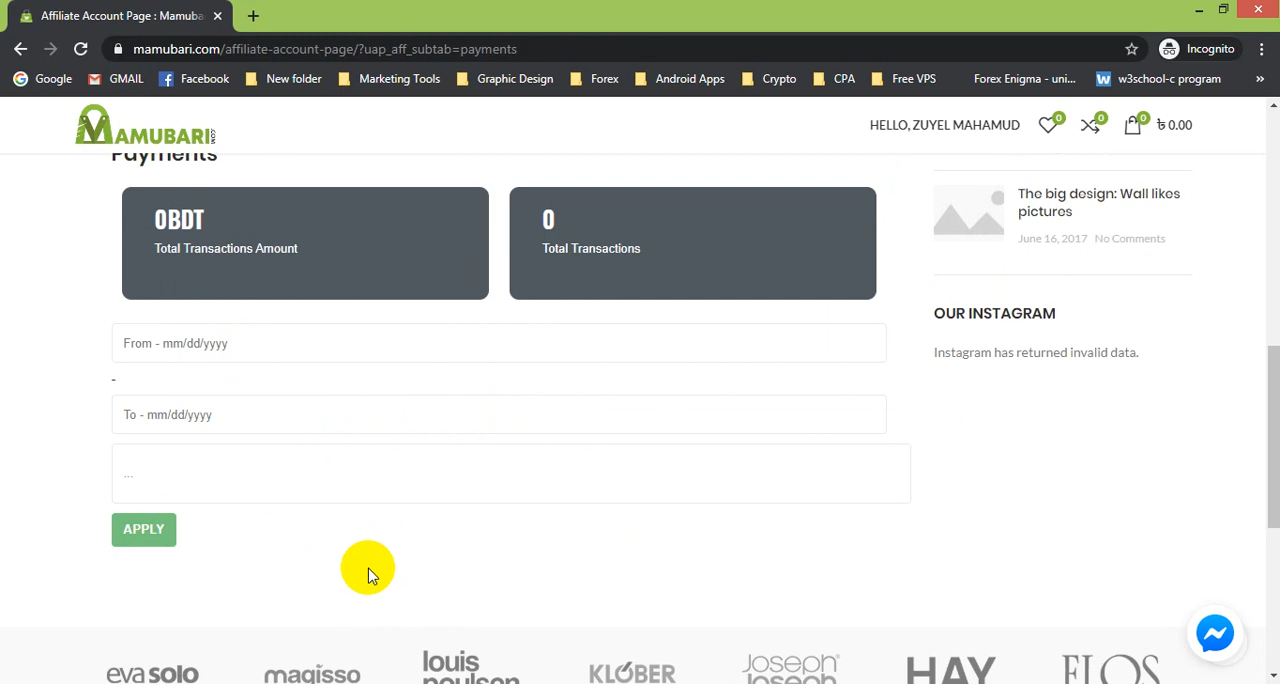 Affiliate Account Page : Mamuba
mamubari.com/affiliate-account-page/?uap_aff_subtab=payments
Incognito
Google GMAIL Facebook New folder Marketing Tools Graphic Design Forex Android Apps Crypto CPA Free VPS Forex Enigma - uni... w3school-c program »
MAMUBARI.COM
HELLO, ZUYEL MAHAMUD 0 0 0 ৳ 0.00
Payments
0BDT
Total Transactions Amount
0
Total Transactions
From - mm/dd/yyyy
-
To - mm/dd/yyyy
...
APPLY
The big design: Wall likes
pictures
June 16, 2017 No Comments
OUR INSTAGRAM
Instagram has returned invalid data.
eva solo magisso louis poulsen KLÖBER Joseph Joseph HAY FLOS